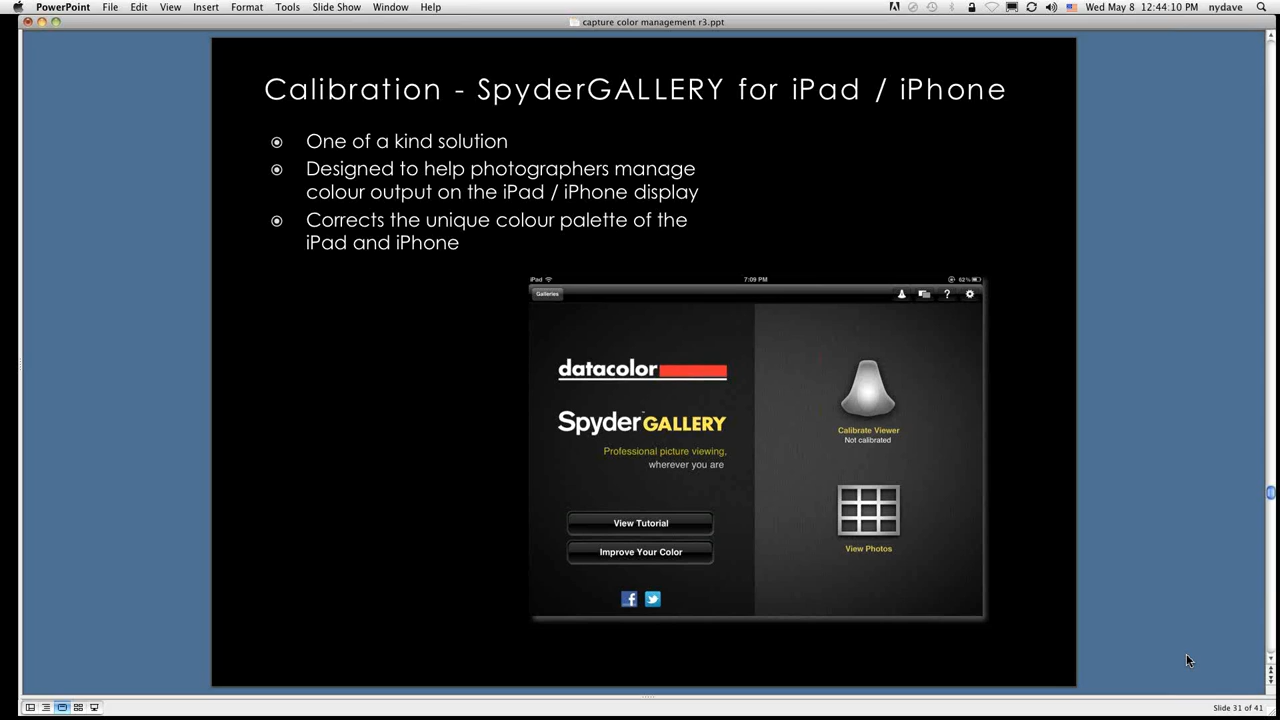 PowerPoint File Edit View Insert Format Tools Slide Show Window Help Wed May 8 12:44:10 PM nydave
capture color management r3.ppt
Calibration - SpyderGALLERY for iPad / iPhone
One of a kind solution
Designed to help photographers manage
colour output on the iPad / iPhone display
Corrects the unique colour palette of the
iPad and iPhone
iPad 7:09 PM 62%
Galleries ?
datacolor
Spyder™GALLERY
Professional picture viewing,
wherever you are
View Tutorial
Improve Your Color
Calibrate Viewer
Not calibrated
View Photos
Slide 31 of 41